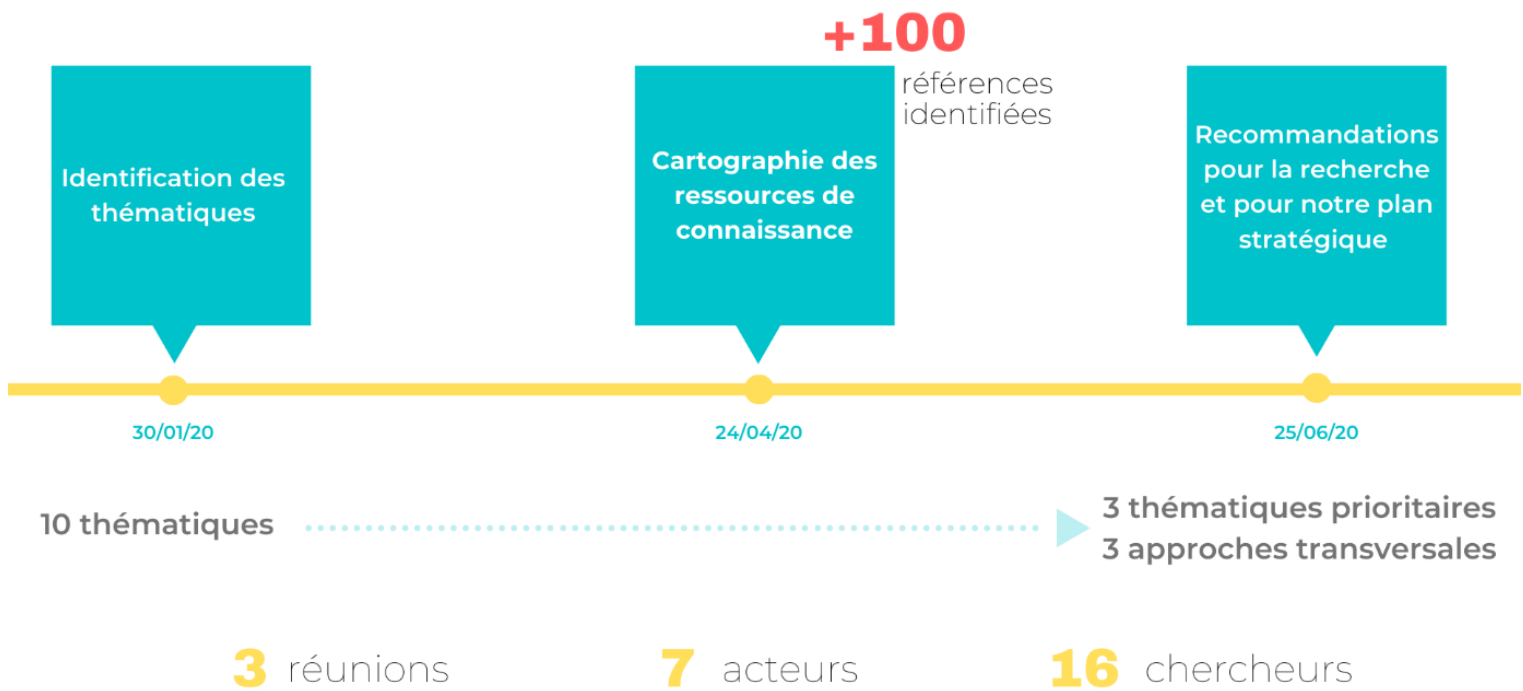 +100
références
identifiées
Identification des
thématiques
Cartographie des
ressources de
connaissance
Recommandations
pour la recherche
et pour notre plan
stratégique
30/01/20
24/04/20
25/06/20
10 thématiques
3 thématiques prioritaires
3 approches transversales
3 réunions
7 acteurs
16 chercheurs